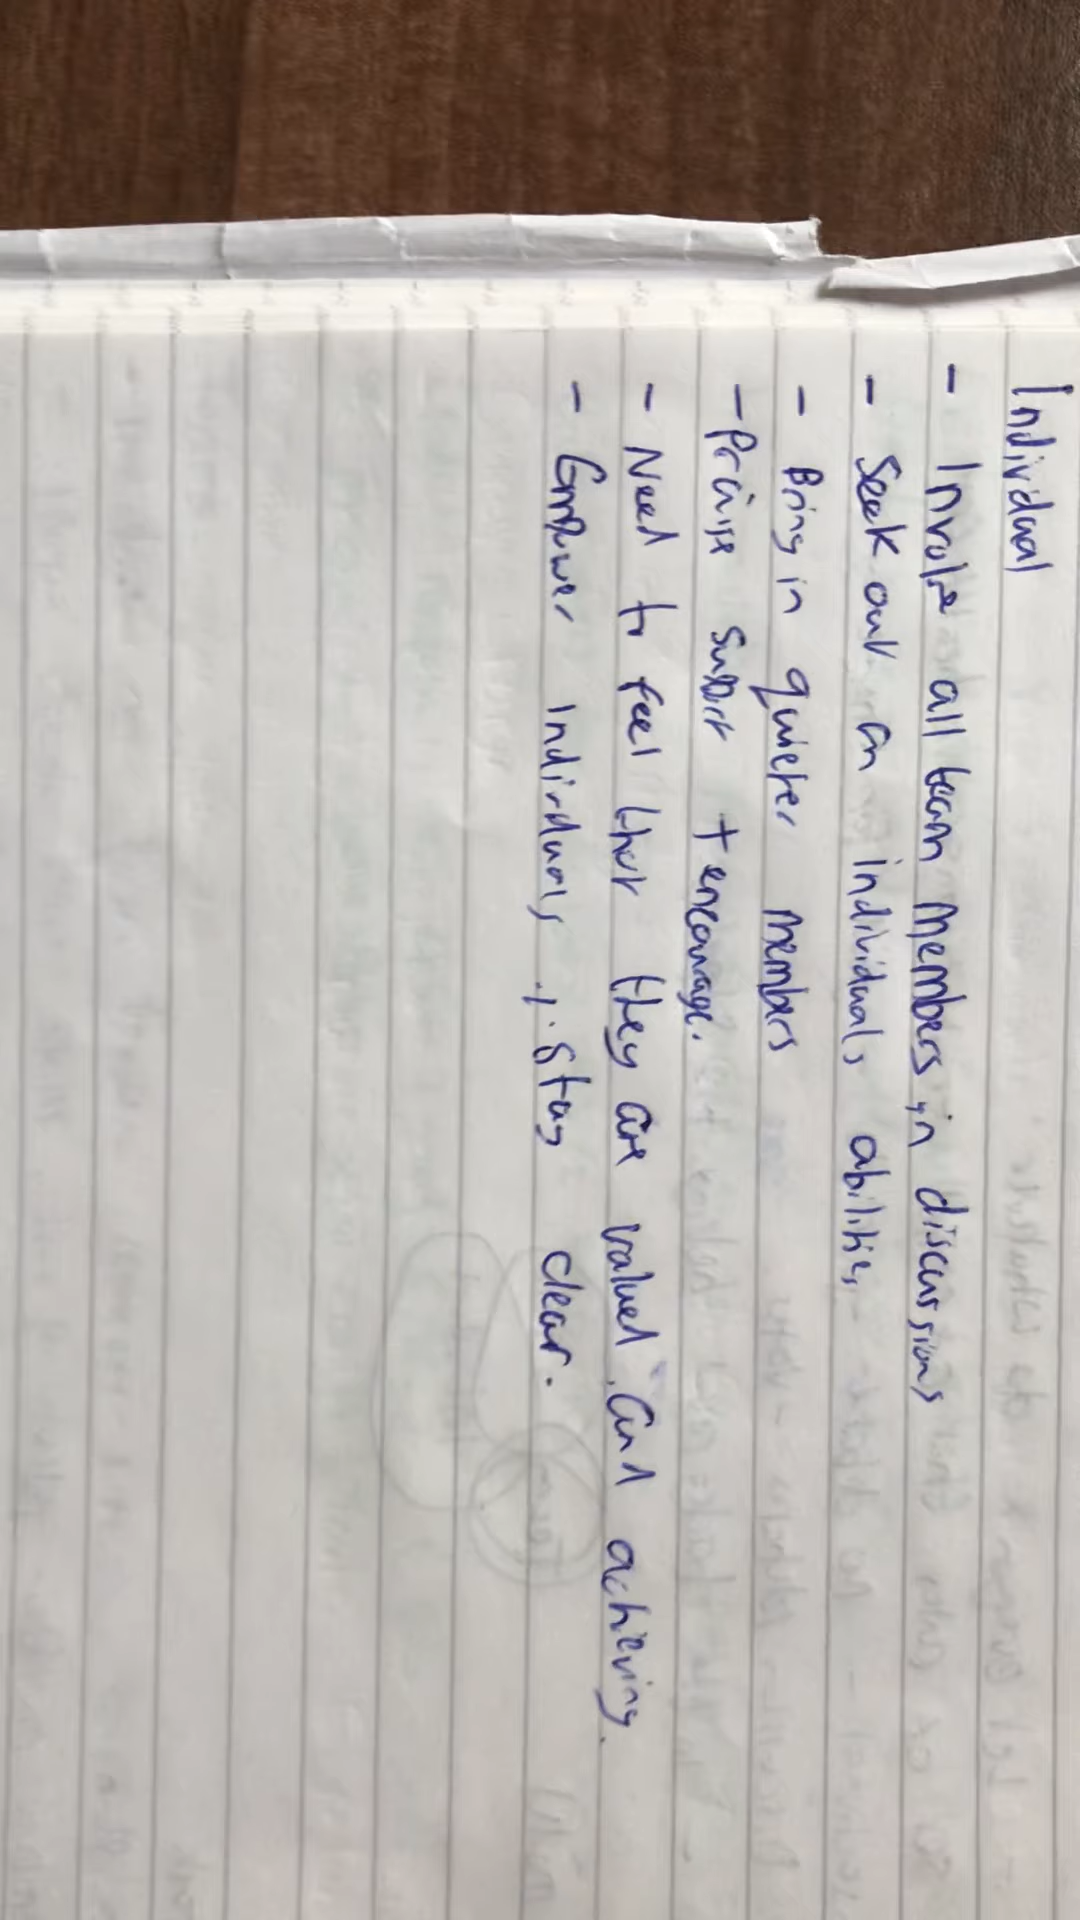 Individual
- Involve all team members in discussions
- Seek out an individuals abilities
- Bring in quieter members
- Praise support + encourage.
- Need to feel that they are valued and achieving.
- Empower individuals, stay clear.